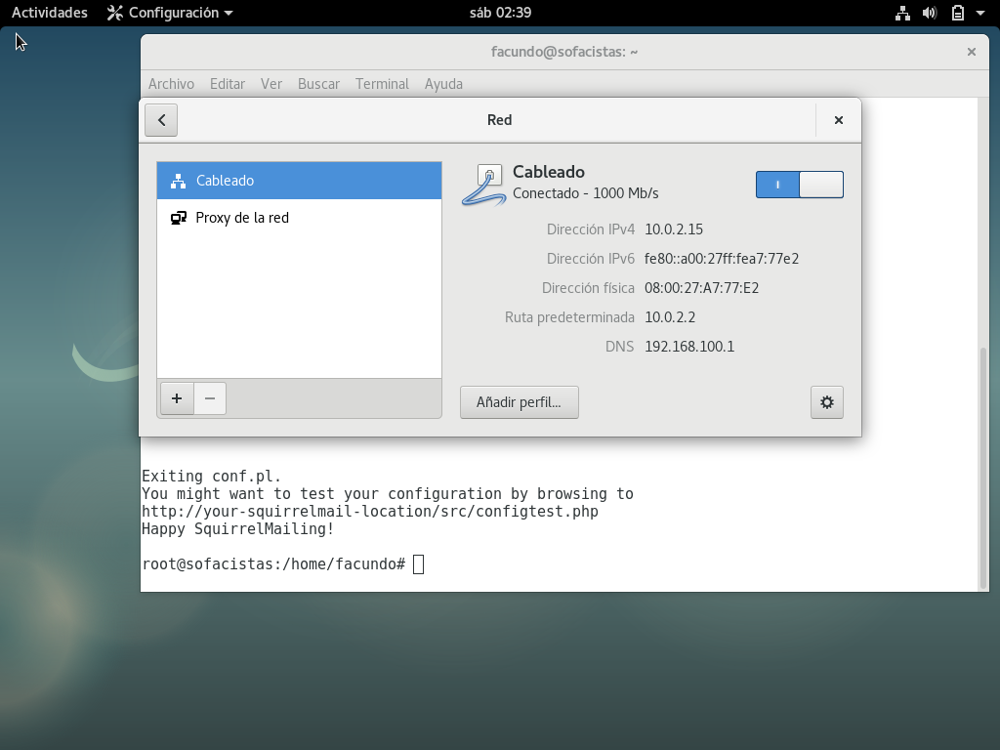 Actividades Configuración sáb 02:39
facundo@sofacistas: ~
Archivo Editar Ver Buscar Terminal Ayuda
Red
Cableado
Proxy de la red
Cableado
Conectado - 1000 Mb/s
Dirección IPv4 10.0.2.15
Dirección IPv6 fe80::a00:27ff:fea7:77e2
Dirección física 08:00:27:A7:77:E2
Ruta predeterminada 10.0.2.2
DNS 192.168.100.1
Añadir perfil...
Exiting conf.pl.
You might want to test your configuration by browsing to
http://your-squirrelmail-location/src/configtest.php
Happy SquirrelMailing!
root@sofacistas:/home/facundo#